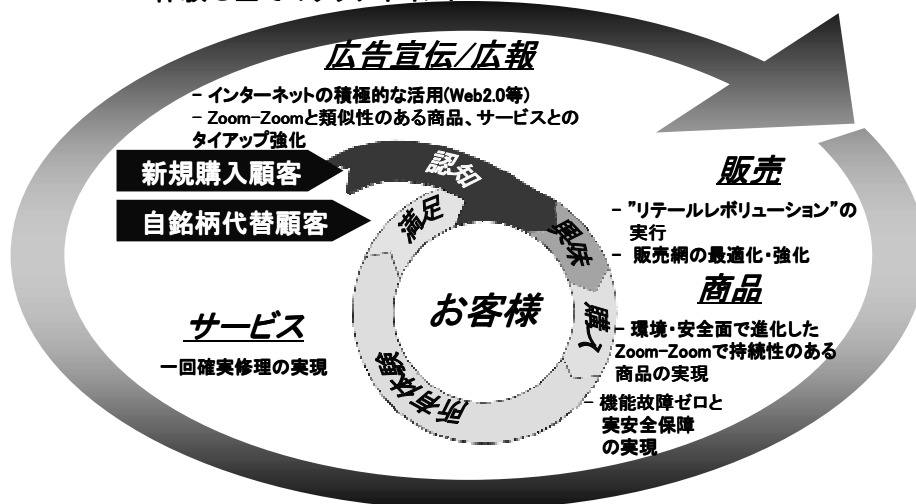 広告宣伝/広報
- インターネットの積極的な活用(Web2.0等)
- Zoom-Zoomと類似性のある商品、サービスとの
タイアップ強化
新規購入顧客
自銘柄代替顧客
認知
興味
購入
所有体験
満足
お客様
販売
- ”リテールレボリューション”の
実行
- 販売網の最適化・強化
商品
- 環境・安全面で進化した
Zoom-Zoomで持続性のある
商品の実現
- 機能故障ゼロと
実安全保障
の実現
サービス
-一回確実修理の実現